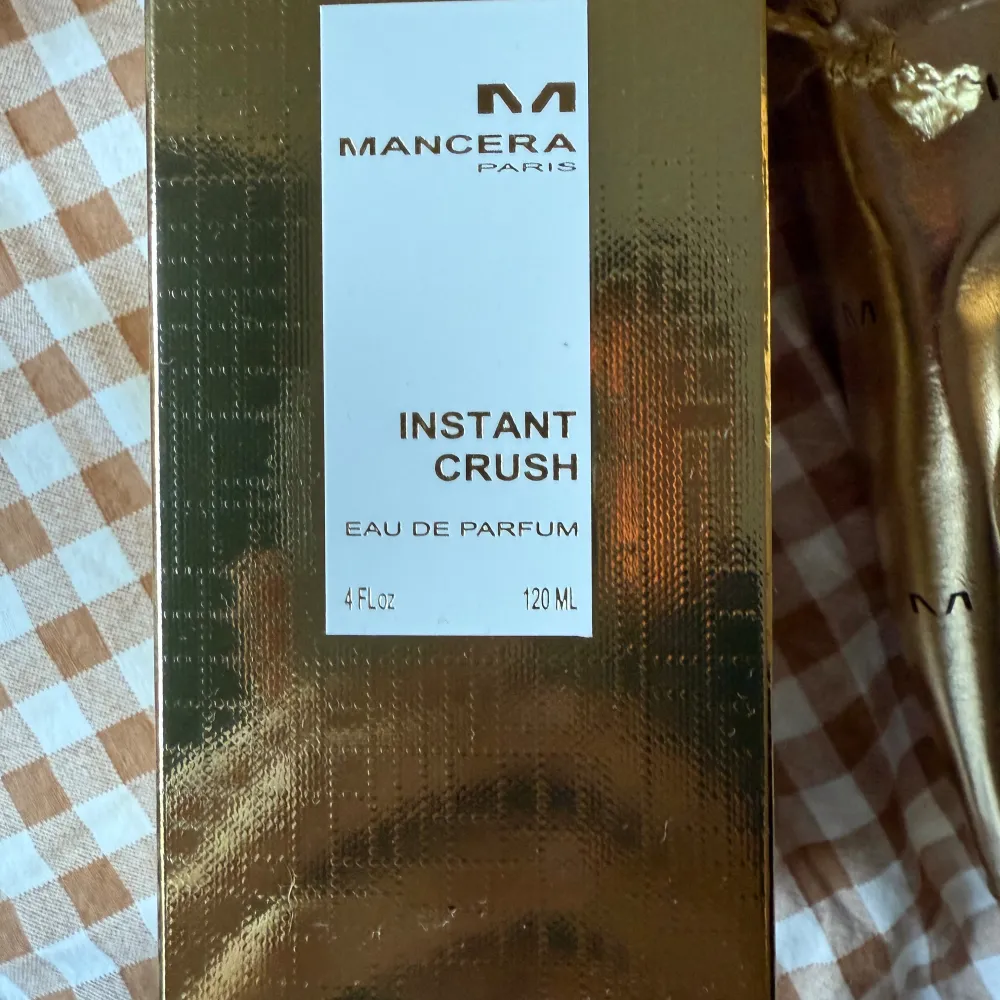 M
MANCERA
PARIS
INSTANT
CRUSH
EAU DE PARFUM
4 FLoz 120 ML
M
M